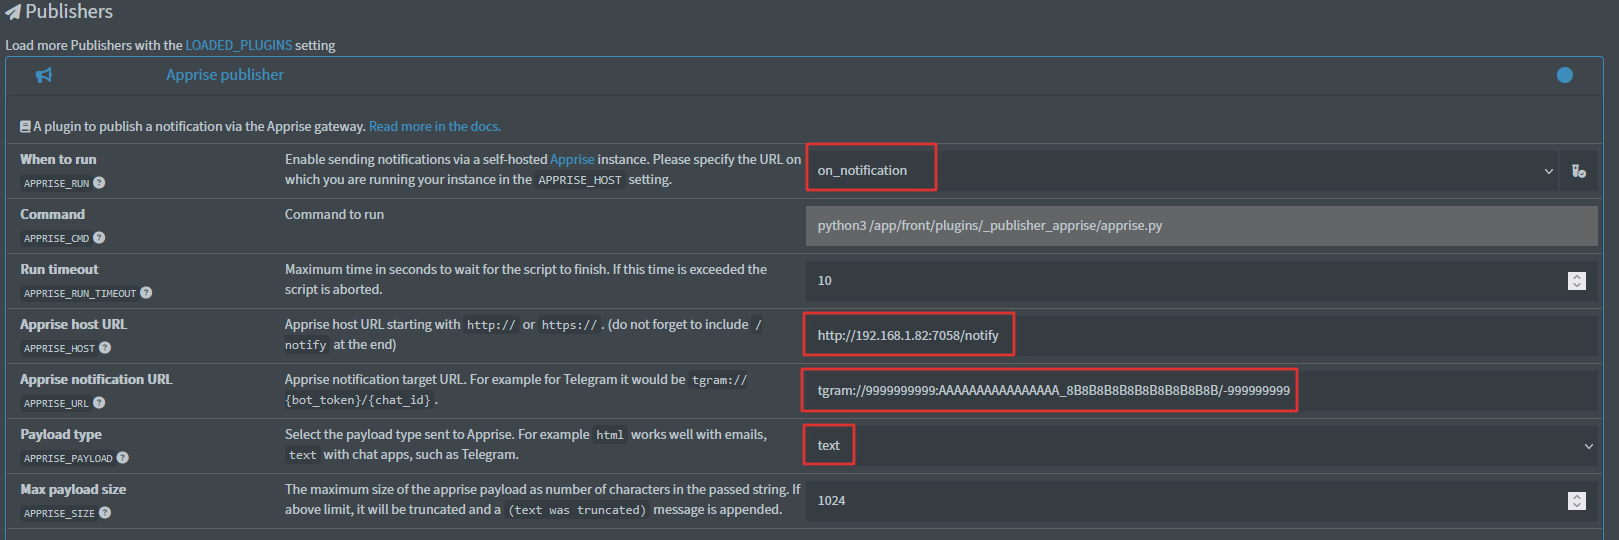 Publishers
Load more Publishers with the LOADED_PLUGINS setting
Apprise publisher
A plugin to publish a notification via the Apprise gateway. Read more in the docs.
When to run
APPRISE_RUN
Enable sending notifications via a self-hosted Apprise instance. Please specify the URL on
which you are running your instance in the APPRISE_HOST setting.
on_notification
Command
APPRISE_CMD
Command to run
python3 /app/front/plugins/_publisher_apprise/apprise.py
Run timeout
APPRISE_RUN_TIMEOUT
Maximum time in seconds to wait for the script to finish. If this time is exceeded the
script is aborted.
10
Apprise host URL
APPRISE_HOST
Apprise host URL starting with http:// or https://. (do not forget to include /
notify at the end)
http://192.168.1.82:7058/notify
Apprise notification URL
APPRISE_URL
Apprise notification target URL. For example for Telegram it would be tgram://
{bot_token}/{chat_id}.
tgram://9999999999:AAAAAAAAAAAAAAAA_8B8B8B8B8B8B8B8B8B8B/-999999999
Payload type
APPRISE_PAYLOAD
Select the payload type sent to Apprise. For example html works well with emails,
text with chat apps, such as Telegram.
text
Max payload size
APPRISE_SIZE
The maximum size of the apprise payload as number of characters in the passed string. If
above limit, it will be truncated and a (text was truncated) message is appended.
1024